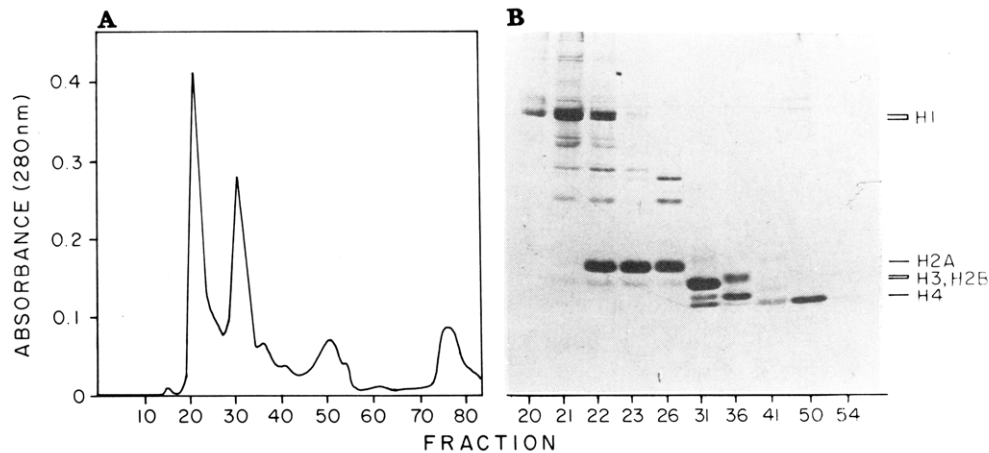 A
B
ABSORBANCE (280nm)
0.4
0.3
0.2
0.1
0
10 20 30 40 50 60 70 80
20 21 22 23 26 31 36 41 50 54
FRACTION
H1
H2A
H3,H2B
H4